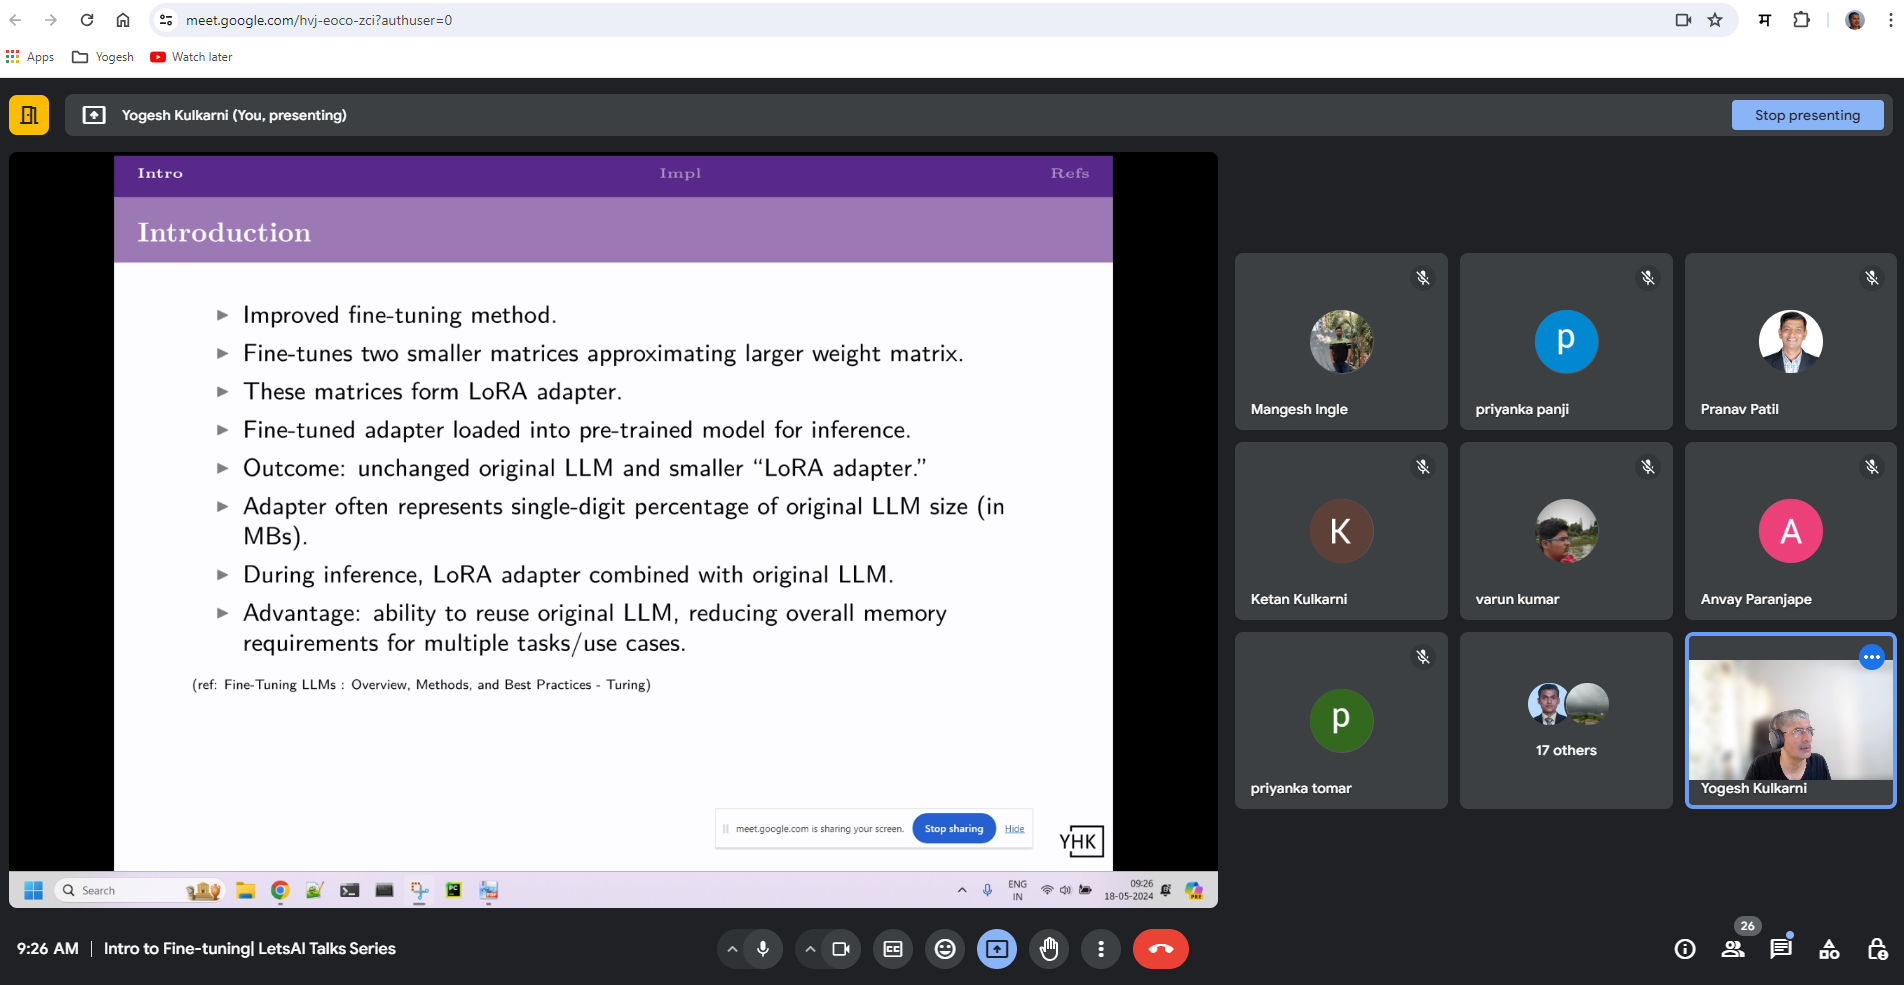 meet.google.com/hvj-eoco-zci?authuser=0
Apps
Yogesh
Watch later
Yogesh Kulkarni (You, presenting)
Stop presenting
Intro
Impl
Refs
Introduction
Improved fine-tuning method.
Fine-tunes two smaller matrices approximating larger weight matrix.
These matrices form LoRA adapter.
Fine-tuned adapter loaded into pre-trained model for inference.
Outcome: unchanged original LLM and smaller “LoRA adapter.”
Adapter often represents single-digit percentage of original LLM size (in
MBs).
During inference, LoRA adapter combined with original LLM.
Advantage: ability to reuse original LLM, reducing overall memory
requirements for multiple tasks/use cases.
(ref: Fine-Tuning LLMs : Overview, Methods, and Best Practices - Turing)
meet.google.com is sharing your screen.
Stop sharing
Hide
YHK
Search
PC
ENG
IN
09:26
18-05-2024
PRE
Mangesh Ingle
p
priyanka panji
Pranav Patil
K
Ketan Kulkarni
varun kumar
A
Anvay Paranjape
p
priyanka tomar
17 others
Yogesh Kulkarni
9:26 AM
Intro to Fine-tuning| LetsAI Talks Series
26